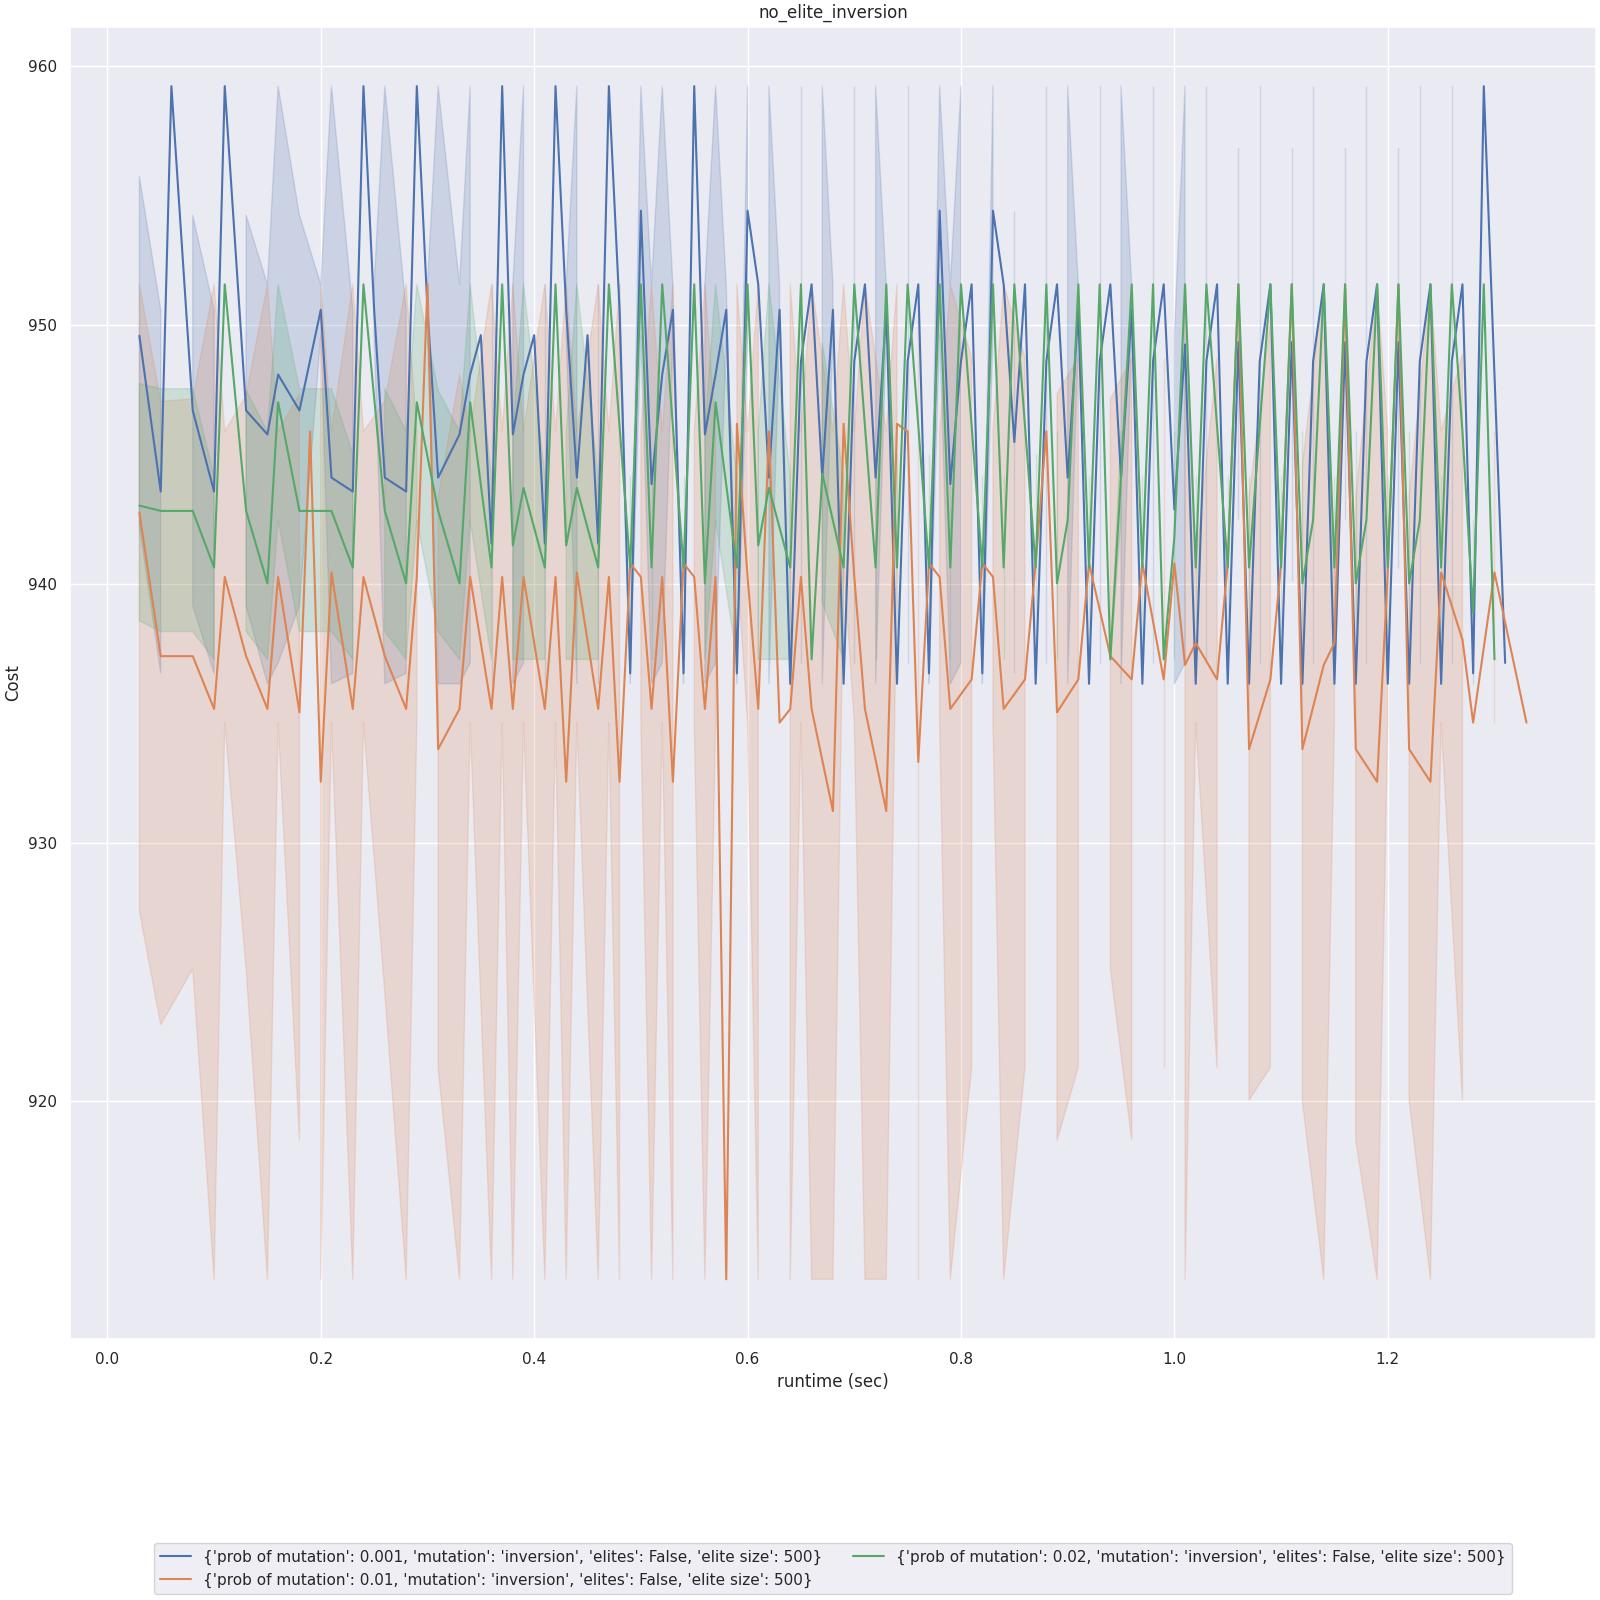 no_elite_inversion
960
950
940
930
920
Cost
0.0 0.2 0.4 0.6 0.8 1.0 1.2
runtime (sec)
{'prob of mutation': 0.001, 'mutation': 'inversion', 'elites': False, 'elite size': 500}
{'prob of mutation': 0.01, 'mutation': 'inversion', 'elites': False, 'elite size': 500}
{'prob of mutation': 0.02, 'mutation': 'inversion', 'elites': False, 'elite size': 500}